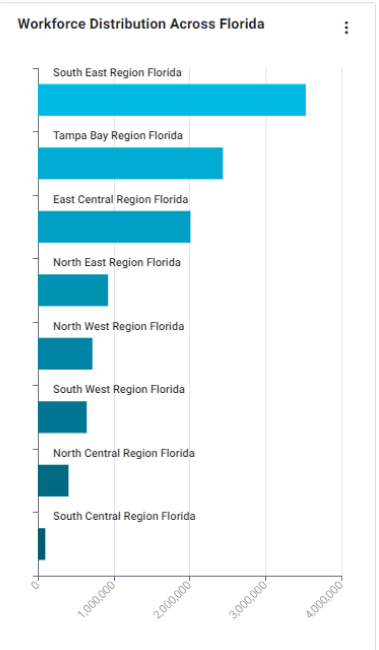 Workforce Distribution Across Florida
South East Region Florida
Tampa Bay Region Florida
East Central Region Florida
North East Region Florida
North West Region Florida
South West Region Florida
North Central Region Florida
South Central Region Florida
0
1,000,000
2,000,000
3,000,000
4,000,000